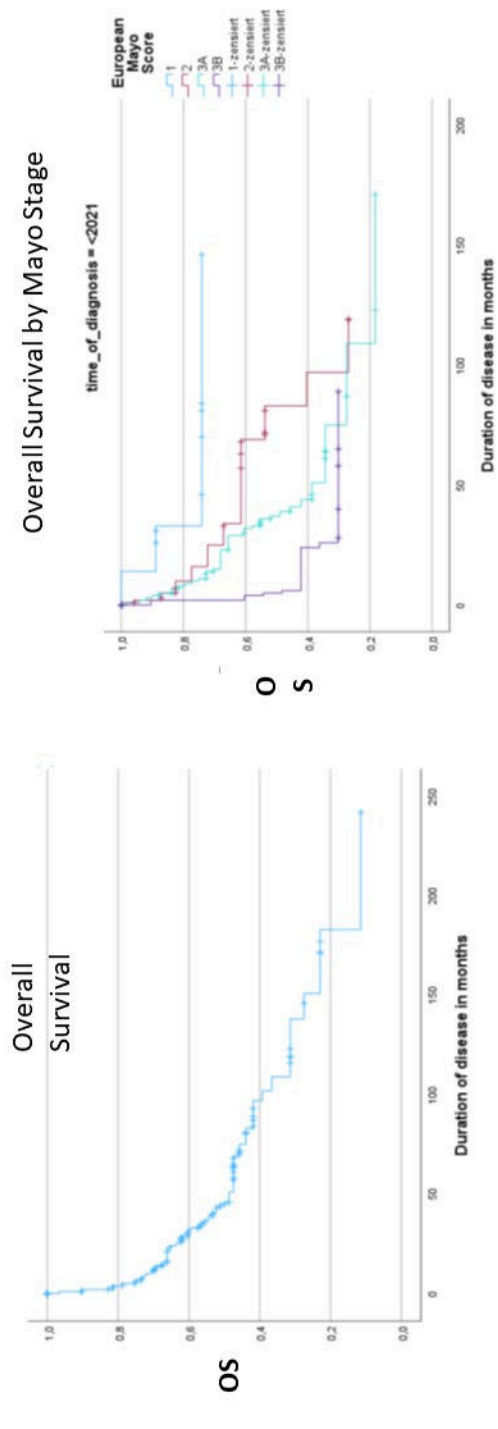 Overall
Survival
1,0
0,8
0,6
0,4
0,2
0,0
OS
0
50
100
150
200
250
Duration of disease in months
Overall Survival by Mayo Stage
time_of_diagnosis = <2021
1,0
0,8
0,6
0,4
0,2
0,0
O
S
0
50
100
150
200
Duration of disease in months
European
Mayo
Score
1
2
3A
3B
1-zensiert
2-zensiert
3A-zensiert
3B-zensiert